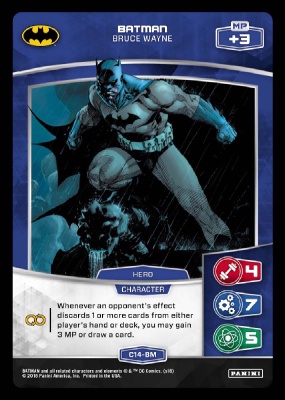 BATMAN
BRUCE WAYNE
MP
+3
HERO
CHARACTER
Whenever an opponent's effect
discards 1 or more cards from either
player's hand or deck, you may gain
3 MP or draw a card.
4
7
5
C14-BM
BATMAN and all related characters and elements © & ™ DC Comics. (s18)
© 2018 Panini America, Inc. Printed in the USA.
PANINI